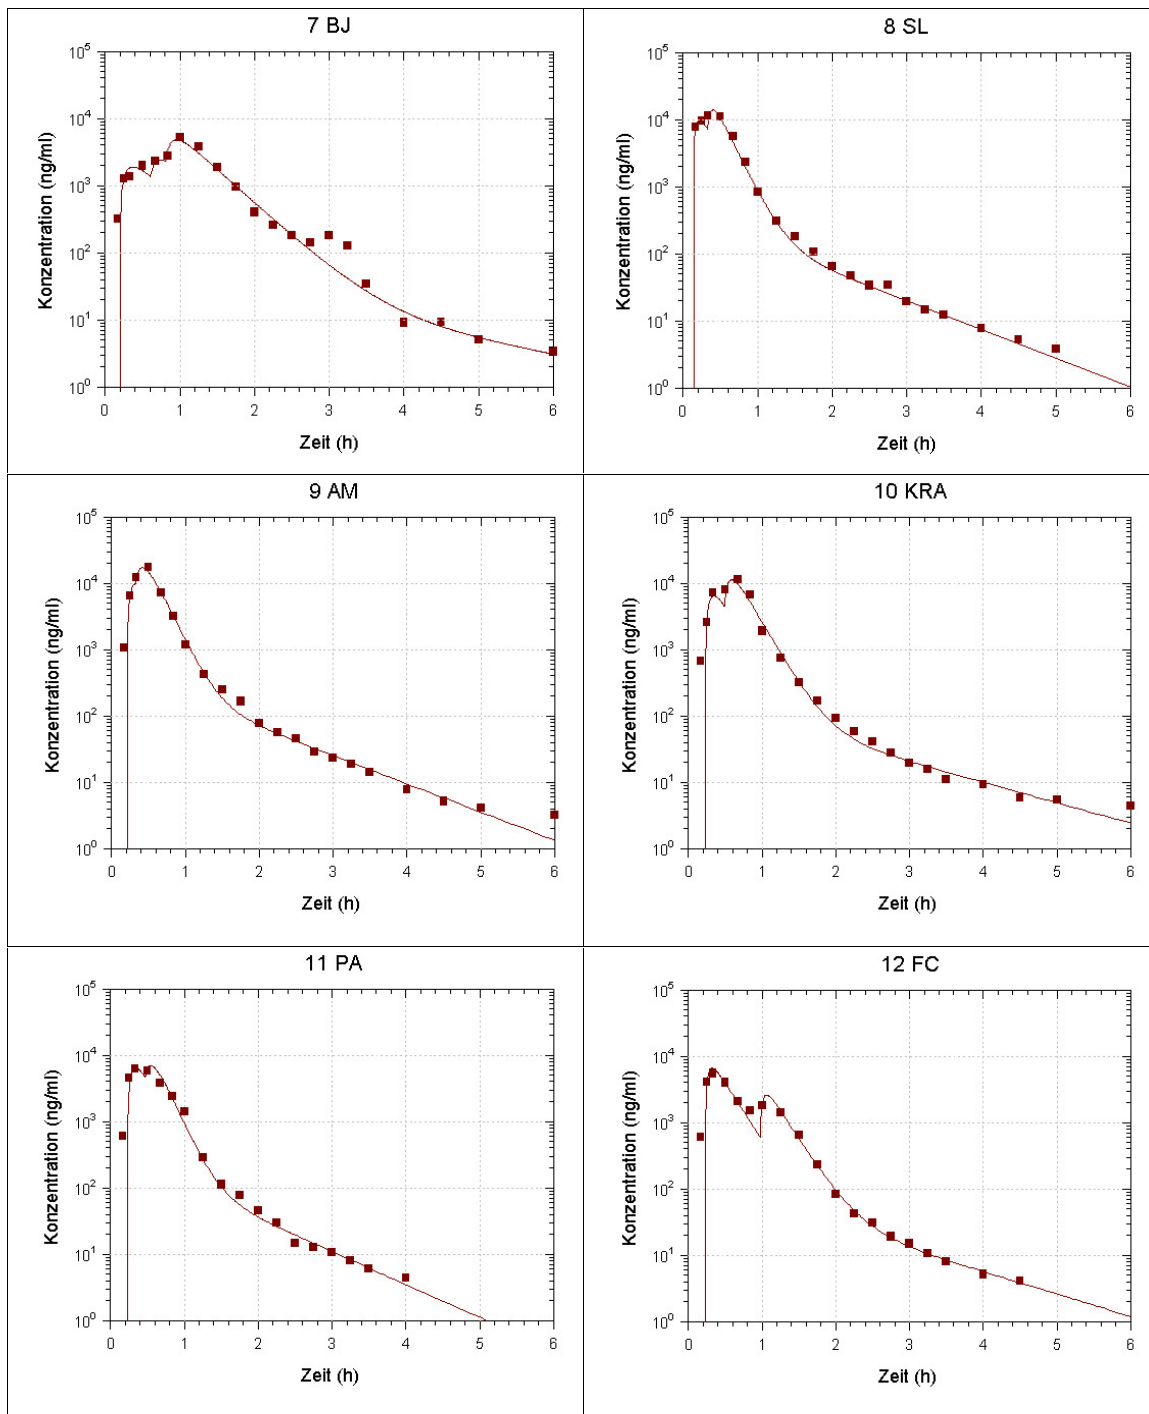 7 BJ
10^5
10^4
10^3
10^2
10^1
10^0
Konzentration (ng/ml)
0 1 2 3 4 5 6
Zeit (h)
8 SL
10^5
10^4
10^3
10^2
10^1
10^0
Konzentration (ng/ml)
0 1 2 3 4 5 6
Zeit (h)
9 AM
10^5
10^4
10^3
10^2
10^1
10^0
Konzentration (ng/ml)
0 1 2 3 4 5 6
Zeit (h)
10 KRA
10^5
10^4
10^3
10^2
10^1
10^0
Konzentration (ng/ml)
0 1 2 3 4 5 6
Zeit (h)
11 PA
10^5
10^4
10^3
10^2
10^1
10^0
Konzentration (ng/ml)
0 1 2 3 4 5 6
Zeit (h)
12 FC
10^5
10^4
10^3
10^2
10^1
10^0
Konzentration (ng/ml)
0 1 2 3 4 5 6
Zeit (h)